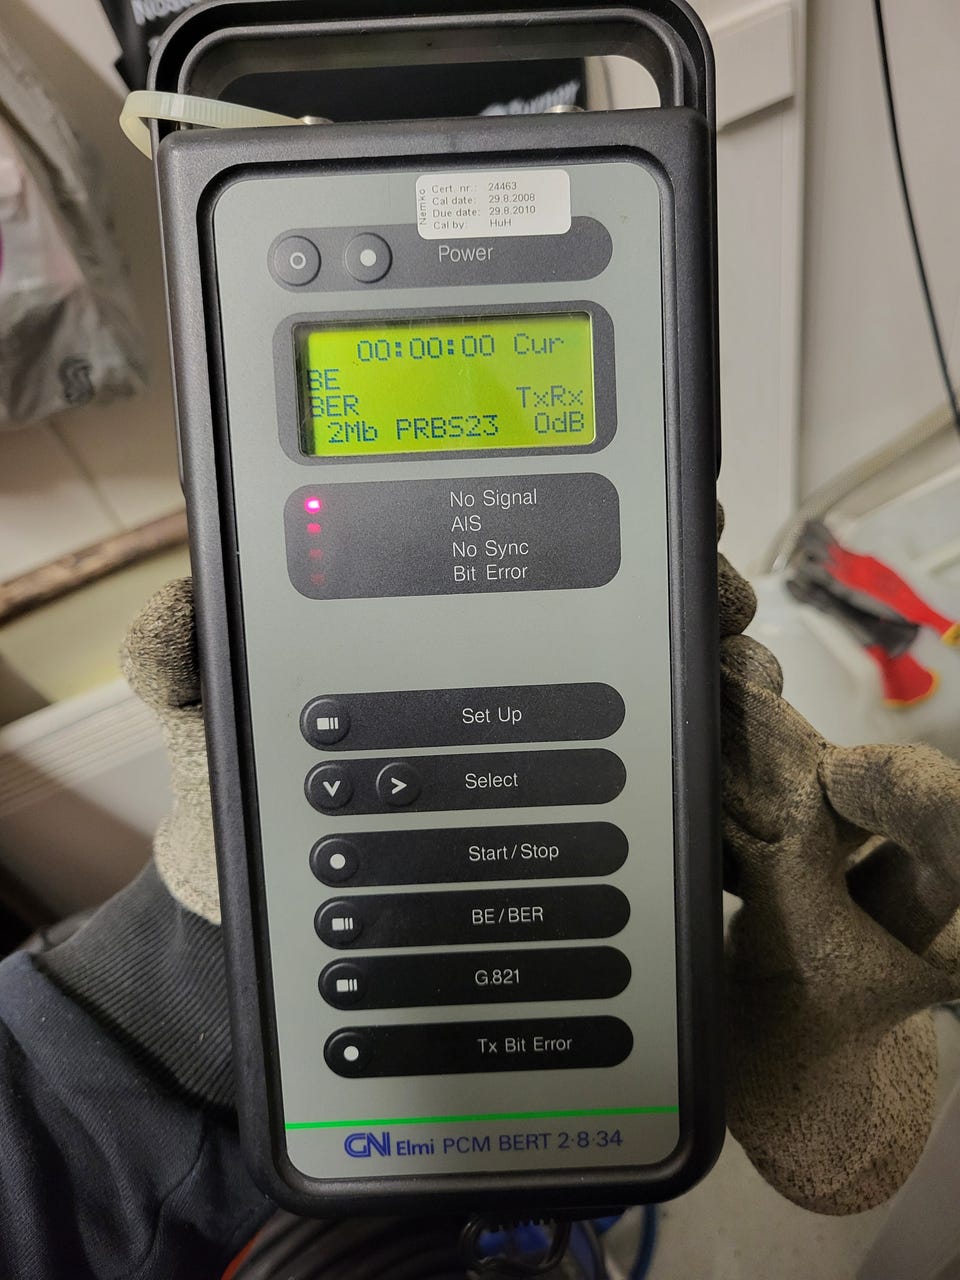 Nemko
Cert. nr.: 24463
Cal date: 29.8.2008
Due date: 29.8.2010
Cal by: HuH
Power
00:00:00 Cur
BE
BER TxRx
2Mb PRBS23 0dB
No Signal
AIS
No Sync
Bit Error
Set Up
Select
Start/Stop
BE/BER
G.821
Tx Bit Error
GN Elmi PCM BERT 2·8·34